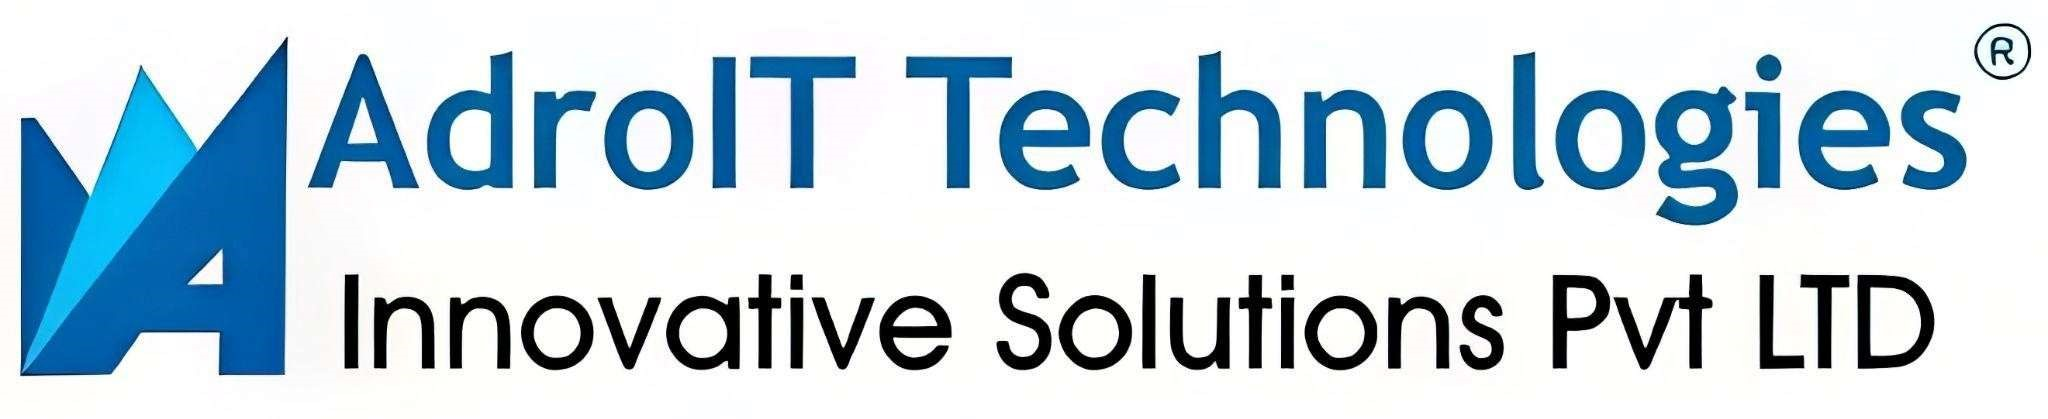 AdroIT Technologies ®
Innovative Solutions Pvt LTD